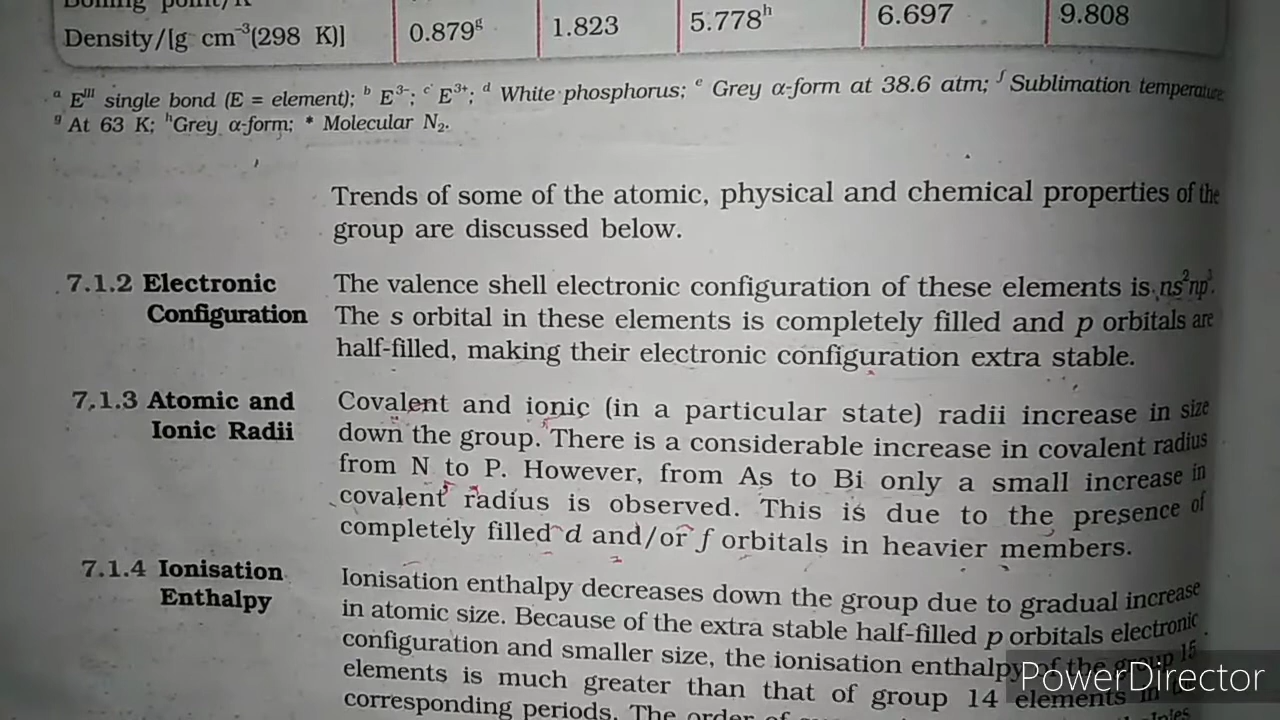 Density/[g cm⁻³(298 K)] 0.879ᵍ 1.823 5.778ʰ 6.697 9.808
ᵃ Eᴵᴵᴵ single bond (E = element); ᵇ E³⁻; ᶜ E³⁺; ᵈ White phosphorus; ᵉ Grey α-form at 38.6 atm; ᶠ Sublimation temperature
ᵍ At 63 K; ʰGrey α-form; * Molecular N₂.
Trends of some of the atomic, physical and chemical properties of the
group are discussed below.
7.1.2 Electronic
Configuration
The valence shell electronic configuration of these elements is ns²np³.
The s orbital in these elements is completely filled and p orbitals are
half-filled, making their electronic configuration extra stable.
7.1.3 Atomic and
Ionic Radii
Covalent and ionic (in a particular state) radii increase in size
down the group. There is a considerable increase in covalent radius
from N to P. However, from As to Bi only a small increase in
covalent radius is observed. This is due to the presence of
completely filled d and/or f orbitals in heavier members.
7.1.4 Ionisation
Enthalpy
Ionisation enthalpy decreases down the group due to gradual increase
in atomic size. Because of the extra stable half-filled p orbitals electronic
configuration and smaller size, the ionisation enthalpy of the group 15
elements is much greater than that of group 14 elements in
corresponding periods. The order of
PowerDirector